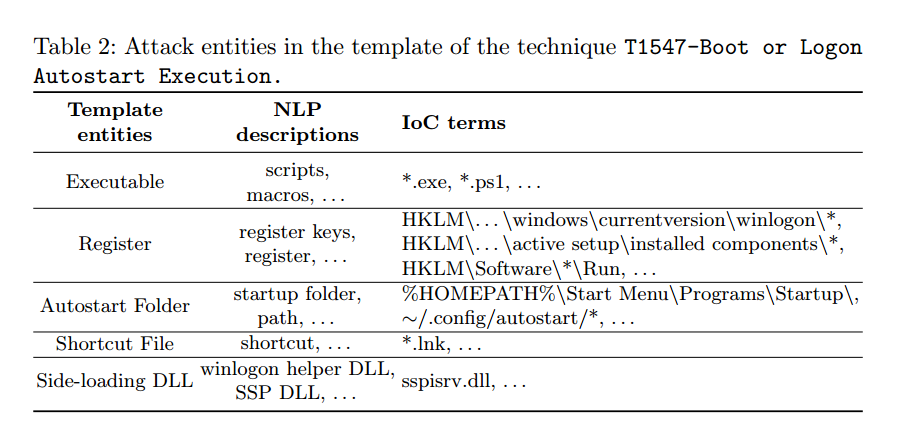 Table 2: Attack entities in the template of the technique T1547-Boot or Logon
Autostart Execution.
Template entities
NLP descriptions
IoC terms
Executable
scripts,
macros, ...
*.exe, *.ps1, ...
Register
register keys,
register, ...
HKLM\...\windows\currentversion\winlogon\*,
HKLM\...\active setup\installed components\*,
HKLM\Software\*\Run, ...
Autostart Folder
startup folder,
path, ...
%HOMEPATH%\Start Menu\Programs\Startup\,
~/.config/autostart/*, ...
Shortcut File
shortcut, ...
*.lnk, ...
Side-loading DLL
winlogon helper DLL,
SSP DLL, ...
sspisrv.dll, ...